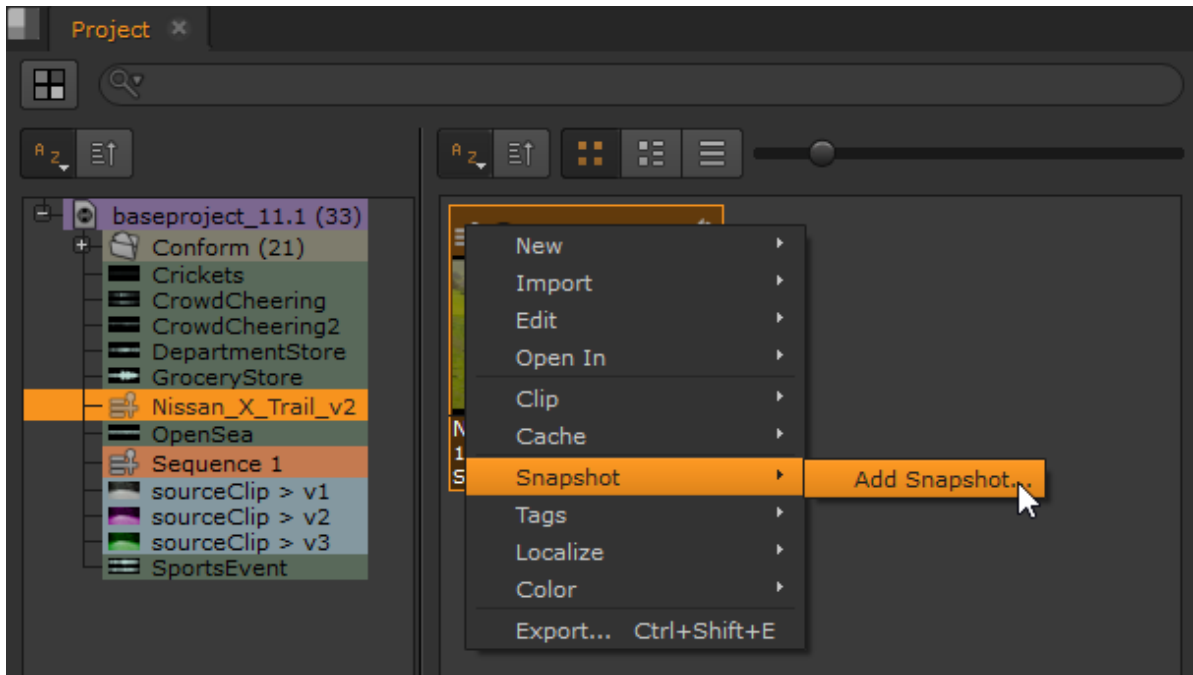 Project
A Z
A Z
baseproject_11.1 (33)
Conform (21)
Crickets
CrowdCheering
CrowdCheering2
DepartmentStore
GroceryStore
Nissan_X_Trail_v2
OpenSea
Sequence 1
sourceClip > v1
sourceClip > v2
sourceClip > v3
SportsEvent
N
1
S
New
Import
Edit
Open In
Clip
Cache
Snapshot
Add Snapshot...
Tags
Localize
Color
Export... Ctrl+Shift+E